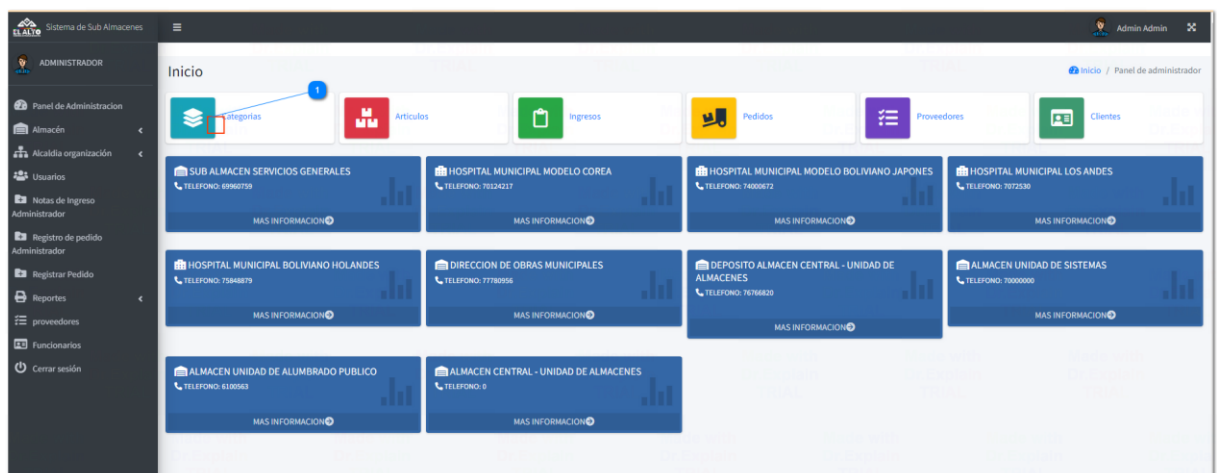 EL ALTO
Sistema de Sub Almacenes
Admin Admin
ADMINISTRADOR
Panel de Administracion
Almacén
Alcaldia organización
Usuarios
Notas de Ingreso
Administrador
Registro de pedido
Administrador
Registrar Pedido
Reportes
proveedores
Funcionarios
Cerrar sesión
Inicio
Inicio / Panel de administrador
1
Categorias
Articulos
Ingresos
Pedidos
Proveedores
Clientes
SUB ALMACEN SERVICIOS GENERALES
TELEFONO: 69960759
MAS INFORMACION
HOSPITAL MUNICIPAL MODELO COREA
TELEFONO: 70124217
MAS INFORMACION
HOSPITAL MUNICIPAL MODELO BOLIVIANO JAPONES
TELEFONO: 74000672
MAS INFORMACION
HOSPITAL MUNICIPAL LOS ANDES
TELEFONO: 7072530
MAS INFORMACION
HOSPITAL MUNICIPAL BOLIVIANO HOLANDES
TELEFONO: 75848879
MAS INFORMACION
DIRECCION DE OBRAS MUNICIPALES
TELEFONO: 77780956
MAS INFORMACION
DEPOSITO ALMACEN CENTRAL - UNIDAD DE
ALMACENES
TELEFONO: 76766820
MAS INFORMACION
ALMACEN UNIDAD DE SISTEMAS
TELEFONO: 70000000
MAS INFORMACION
ALMACEN UNIDAD DE ALUMBRADO PUBLICO
TELEFONO: 6100563
MAS INFORMACION
ALMACEN CENTRAL - UNIDAD DE ALMACENES
TELEFONO: 0
MAS INFORMACION